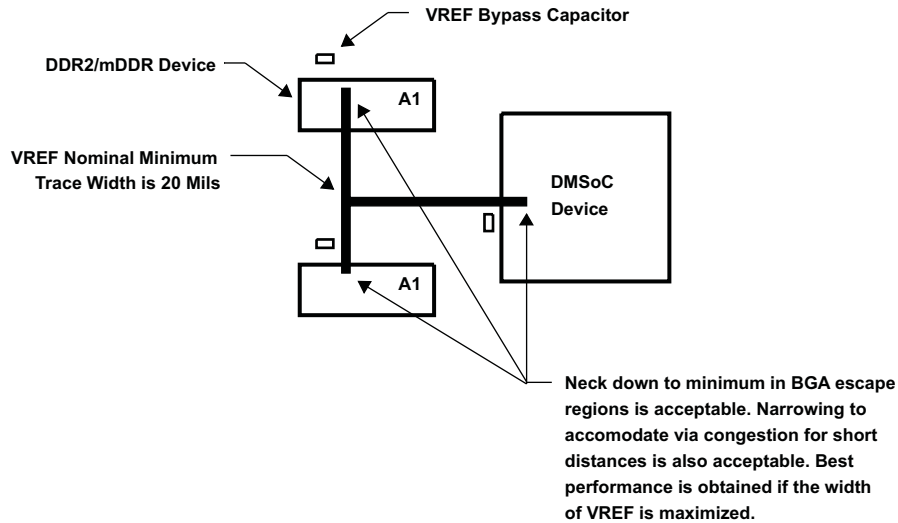 VREF Bypass Capacitor
DDR2/mDDR Device
A1
VREF Nominal Minimum
Trace Width is 20 Mils
DMSoC
Device
A1
Neck down to minimum in BGA escape
regions is acceptable. Narrowing to
accomodate via congestion for short
distances is also acceptable. Best
performance is obtained if the width
of VREF is maximized.